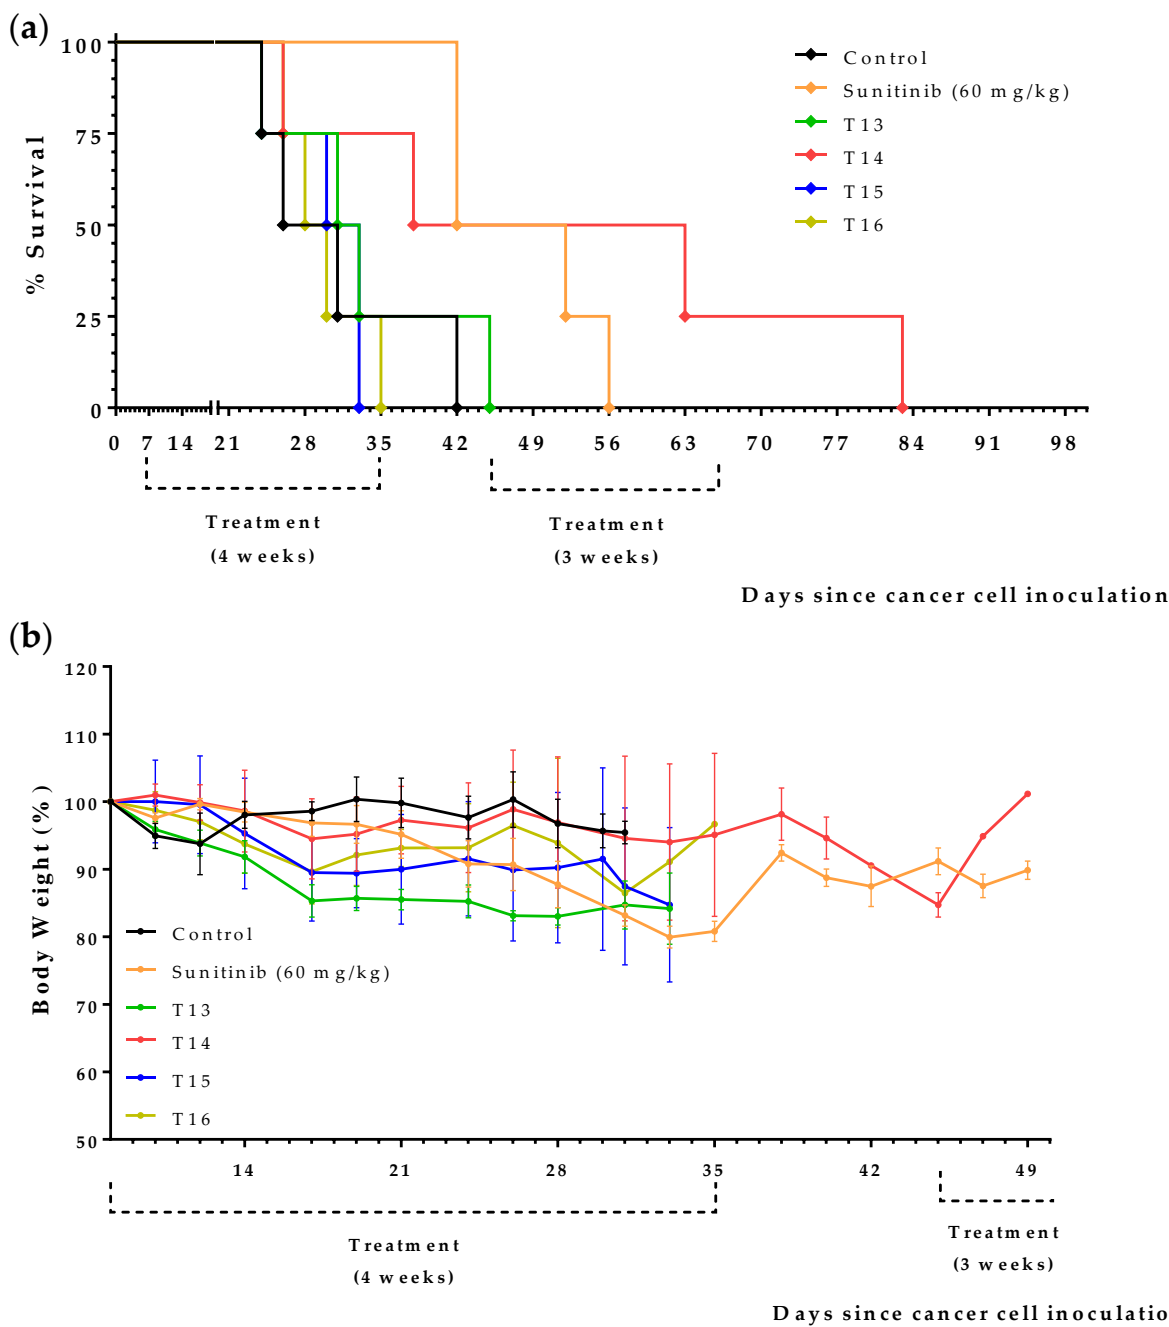 (a)
100
75
50
25
0
% Survival
Control
Sunitinib (60 mg/kg)
T13
T14
T15
T16
0 7 14 21 28 35 42 49 56 63 70 77 84 91 98
Treatment
(4 weeks)
Treatment
(3 weeks)
Days since cancer cell inoculation
(b)
120
110
100
90
80
70
60
50
Body Weight (%)
Control
Sunitinib (60 mg/kg)
T13
T14
T15
T16
14 21 28 35 42 49
Treatment
(4 weeks)
Treatment
(3 weeks)
Days since cancer cell inoculatio